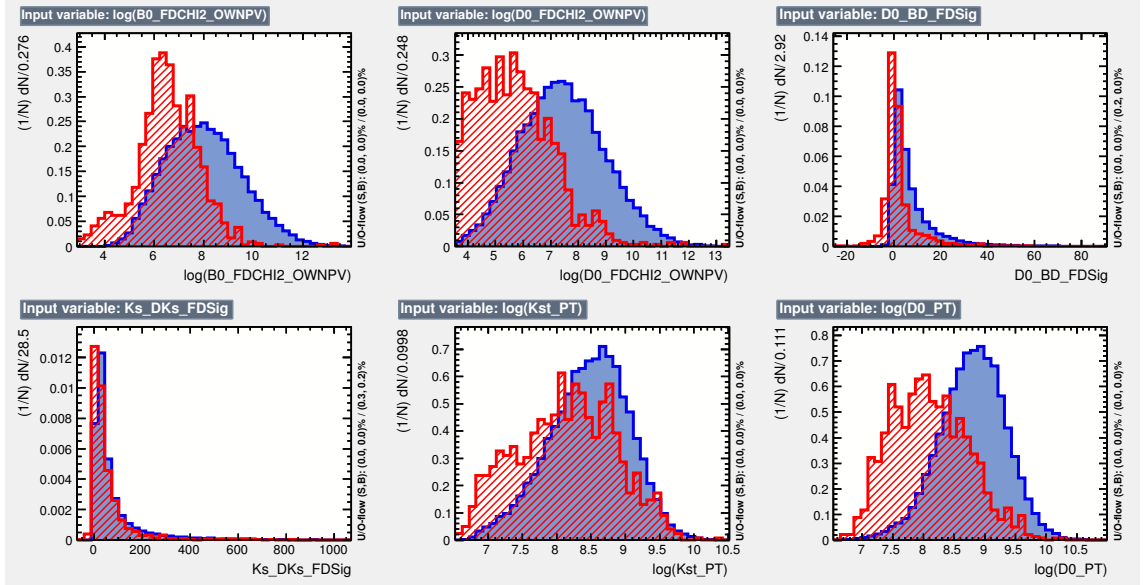 Input variable: log(B0_FDCHI2_OWNPV)
(1/N) dN/0.276
0.4
0.35
0.3
0.25
0.2
0.15
0.1
0.05
0
4 6 8 10 12
log(B0_FDCHI2_OWNPV)
U/O-flow (S,B): (0.0, 0.0)% / (0.0, 0.0)%
Input variable: log(D0_FDCHI2_OWNPV)
(1/N) dN/0.248
0.3
0.25
0.2
0.15
0.1
0.05
0
4 5 6 7 8 9 10 11 12 13
log(D0_FDCHI2_OWNPV)
U/O-flow (S,B): (0.0, 0.0)% / (0.0, 0.0)%
Input variable: D0_BD_FDSig
(1/N) dN/2.92
0.14
0.12
0.1
0.08
0.06
0.04
0.02
0
-20 0 20 40 60 80
D0_BD_FDSig
U/O-flow (S,B): (0.0, 0.0)% / (0.2, 0.0)%
Input variable: Ks_DKs_FDSig
(1/N) dN/28.5
0.012
0.01
0.008
0.006
0.004
0.002
0
0 200 400 600 800 1000
Ks_DKs_FDSig
U/O-flow (S,B): (0.0, 0.0)% / (0.3, 0.2)%
Input variable: log(Kst_PT)
(1/N) dN/0.0998
0.7
0.6
0.5
0.4
0.3
0.2
0.1
0
7 7.5 8 8.5 9 9.5 10 10.5
log(Kst_PT)
U/O-flow (S,B): (0.0, 0.0)% / (0.0, 0.0)%
Input variable: log(D0_PT)
(1/N) dN/0.111
0.8
0.7
0.6
0.5
0.4
0.3
0.2
0.1
0
7 7.5 8 8.5 9 9.5 10 10.5
log(D0_PT)
U/O-flow (S,B): (0.0, 0.0)% / (0.0, 0.0)%